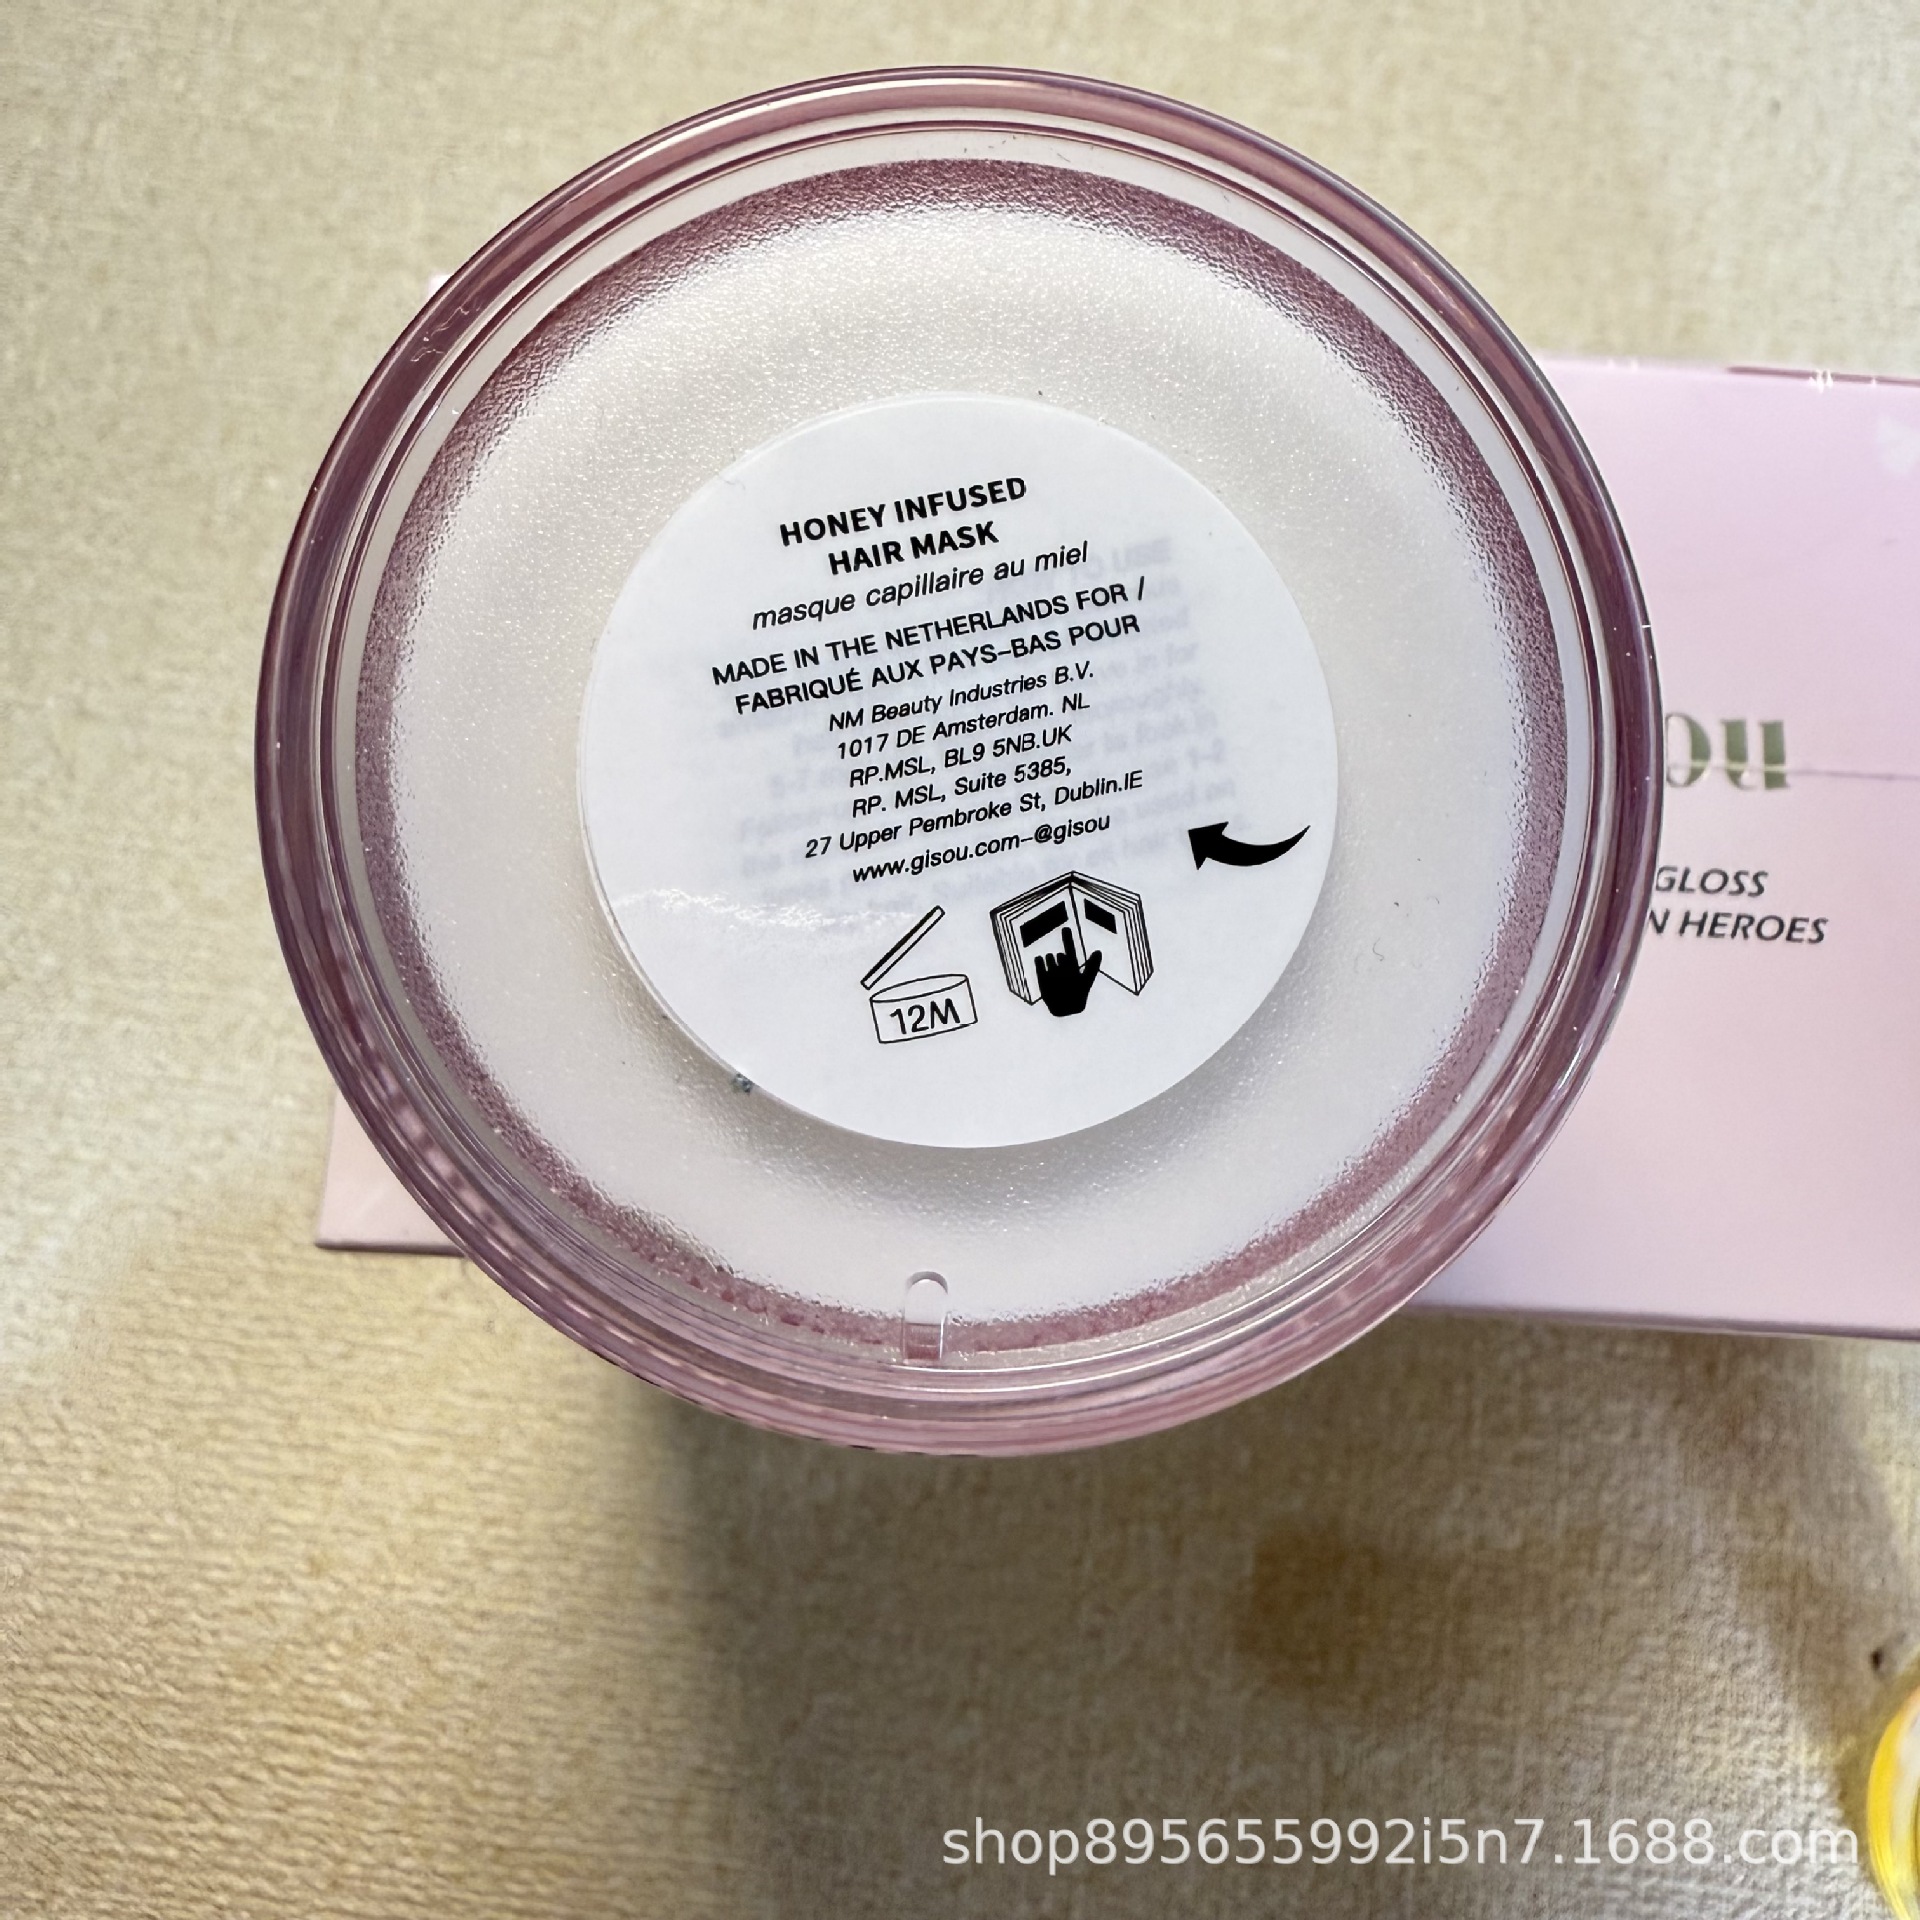 HONEY INFUSED
HAIR MASK
masque capillaire au miel
MADE IN THE NETHERLANDS FOR /
FABRIQUÉ AUX PAYS-BAS POUR
NM Beauty Industries B.V.
1017 DE Amsterdam. NL
RP.MSL, BL9 5NB.UK
RP. MSL, Suite 5385,
27 Upper Pembroke St, Dublin.IE
www.gisou.com-@gisou
12M
ou
GLOSS
N HEROES
shop895655992i5n7.1688.com